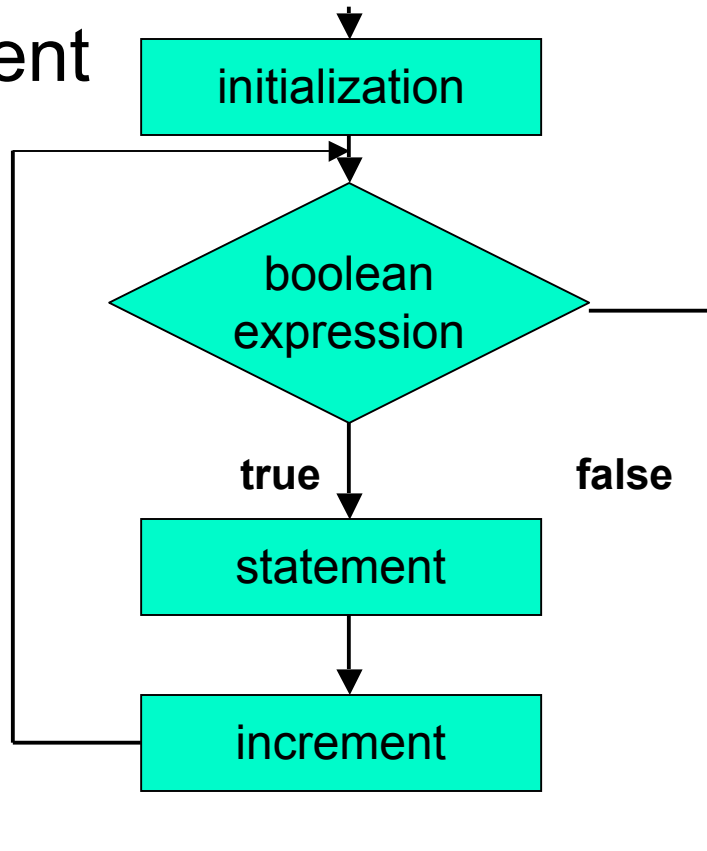 ent
initialization
boolean
expression
true
false
statement
increment